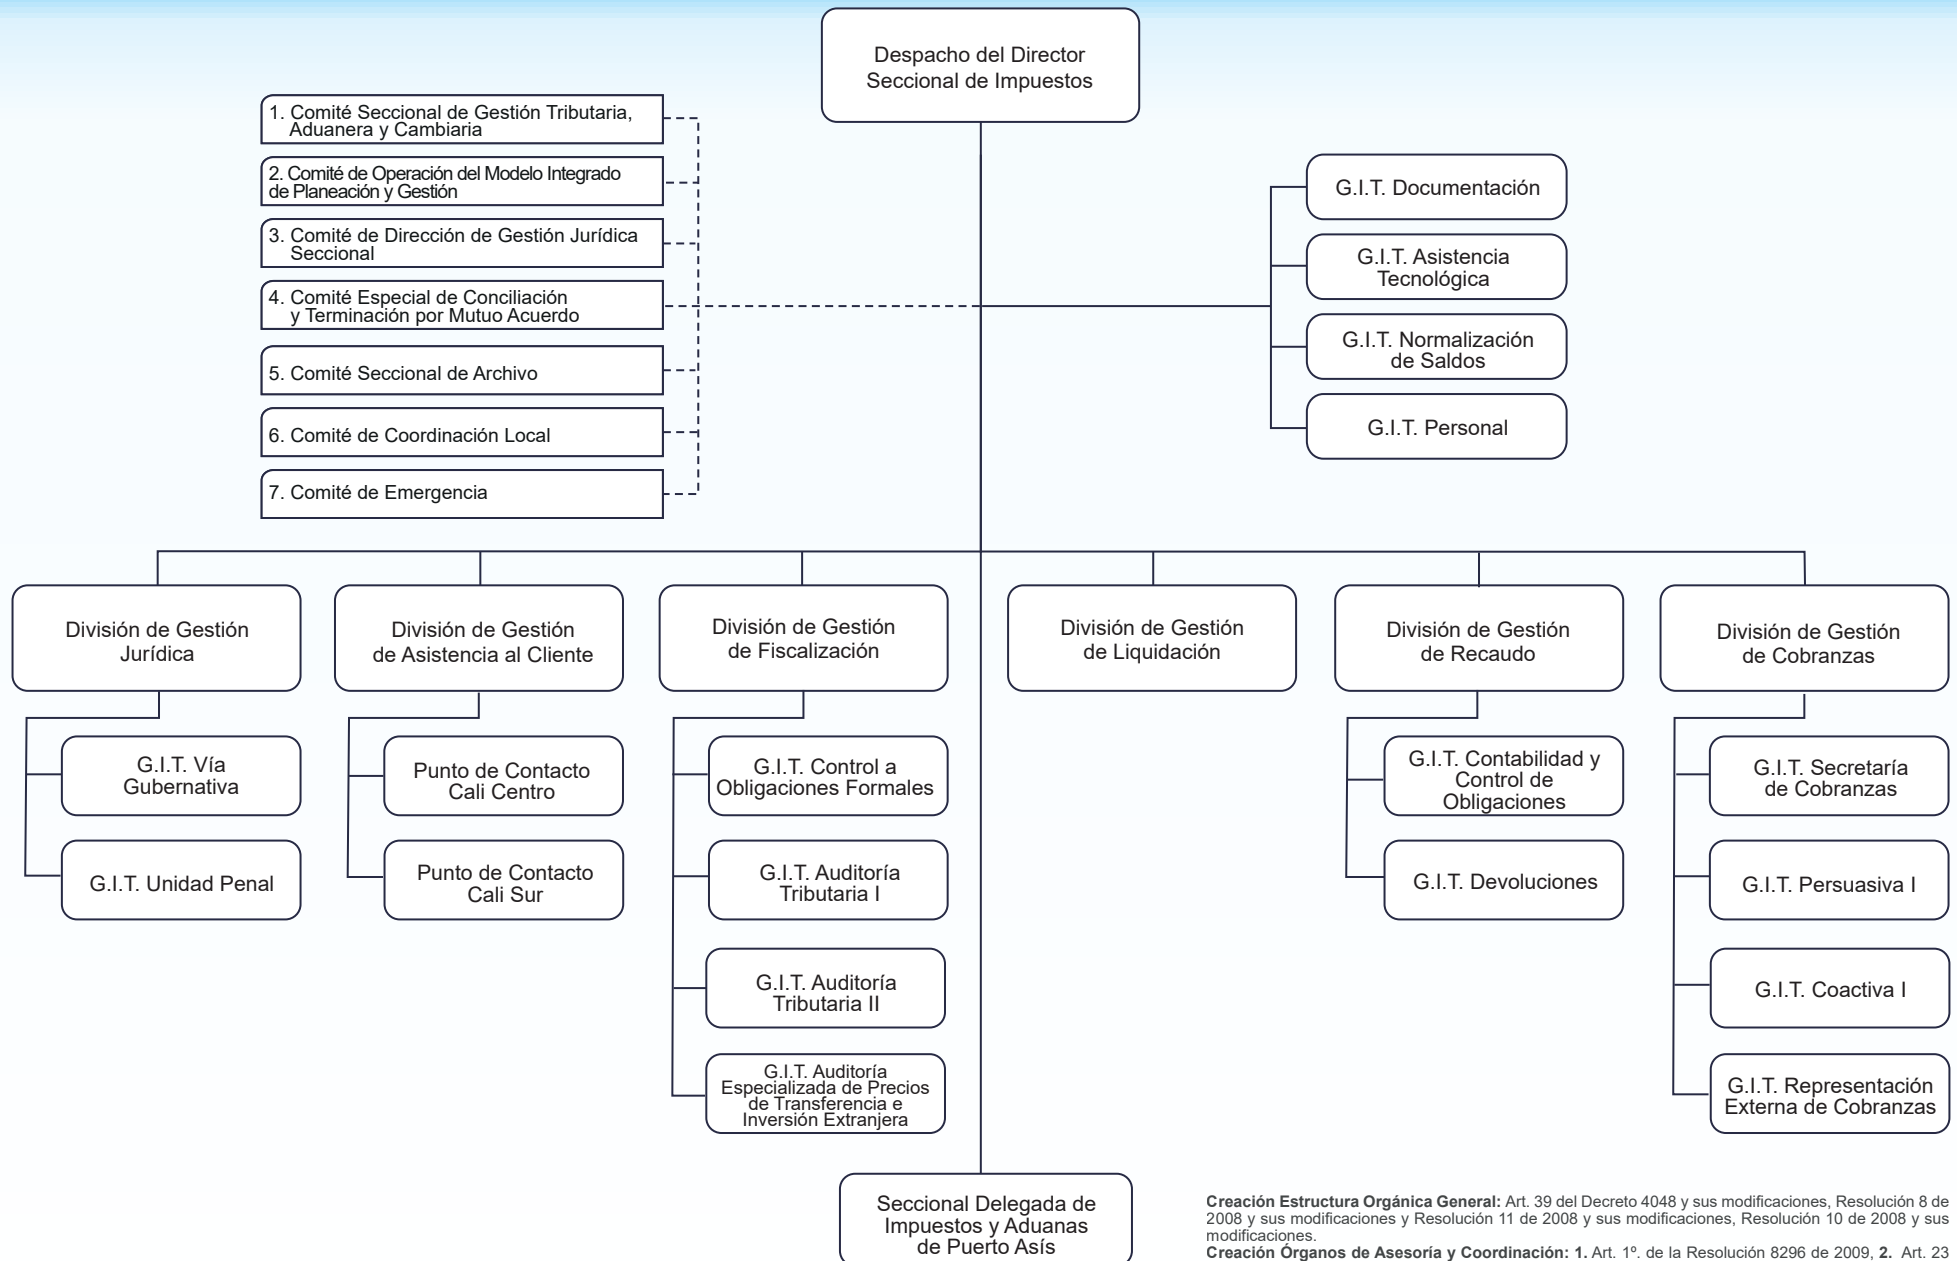 Despacho del Director
Seccional de Impuestos
1. Comité Seccional de Gestión Tributaria,
Aduanera y Cambiaria
2. Comité de Operación del Modelo Integrado
de Planeación y Gestión
3. Comité de Dirección de Gestión Jurídica
Seccional
4. Comité Especial de Conciliación
y Terminación por Mutuo Acuerdo
5. Comité Seccional de Archivo
6. Comité de Coordinación Local
7. Comité de Emergencia
G.I.T. Documentación
G.I.T. Asistencia
Tecnológica
G.I.T. Normalización
de Saldos
G.I.T. Personal
División de Gestión
Jurídica
G.I.T. Vía
Gubernativa
G.I.T. Unidad Penal
División de Gestión
de Asistencia al Cliente
Punto de Contacto
Cali Centro
Punto de Contacto
Cali Sur
División de Gestión
de Fiscalización
G.I.T. Control a
Obligaciones Formales
G.I.T. Auditoría
Tributaria I
G.I.T. Auditoría
Tributaria II
G.I.T. Auditoría
Especializada de Precios
de Transferencia e
Inversión Extranjera
División de Gestión
de Liquidación
División de Gestión
de Recaudo
G.I.T. Contabilidad y
Control de
Obligaciones
G.I.T. Devoluciones
División de Gestión
de Cobranzas
G.I.T. Secretaría
de Cobranzas
G.I.T. Persuasiva I
G.I.T. Coactiva I
G.I.T. Representación
Externa de Cobranzas
Seccional Delegada de
Impuestos y Aduanas
de Puerto Asís
Creación Estructura Orgánica General: Art. 39 del Decreto 4048 y sus modificaciones, Resolución 8 de
2008 y sus modificaciones y Resolución 11 de 2008 y sus modificaciones, Resolución 10 de 2008 y sus
modificaciones.
Creación Órganos de Asesoría y Coordinación: 1. Art. 1º. de la Resolución 8296 de 2009, 2. Art. 23